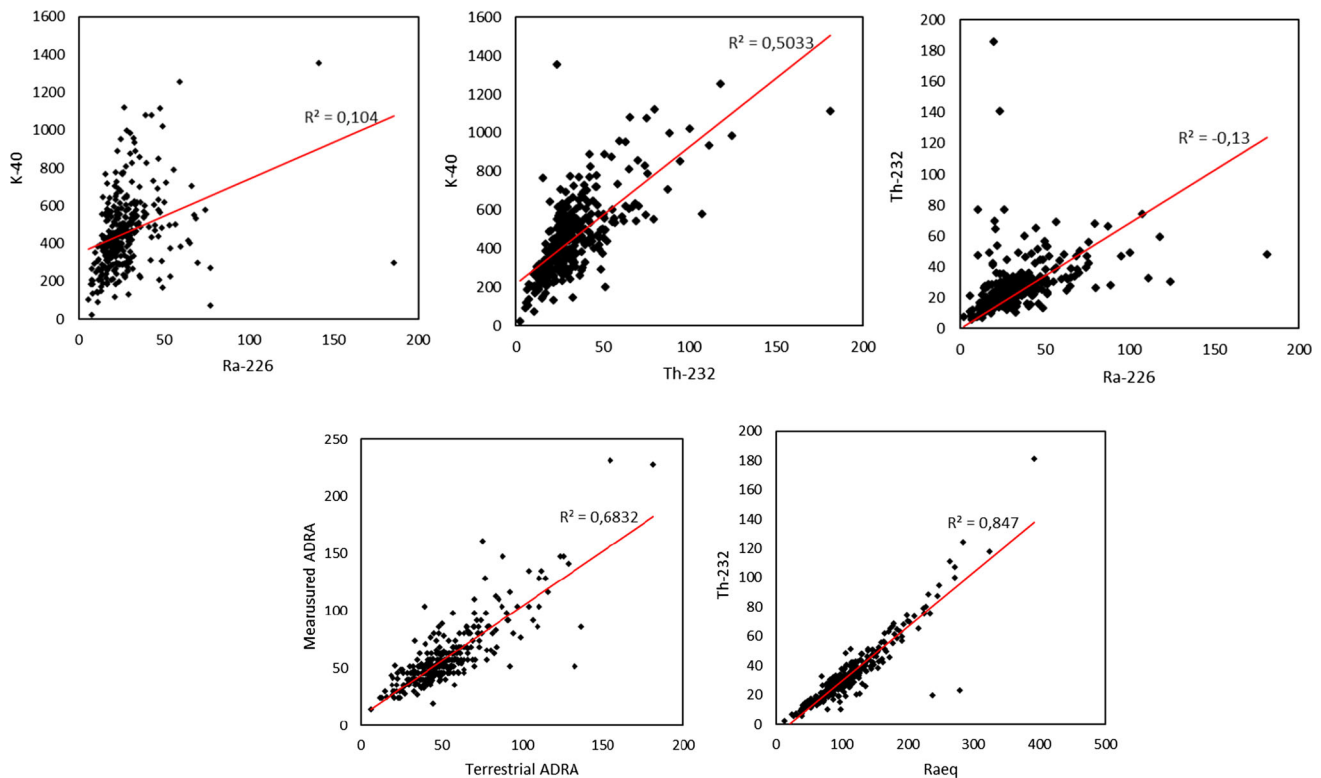 1600
1400
1200
1000
800
600
400
200
0
K-40
R² = 0,104
0 50 100 150 200
Ra-226
1600
1400
1200
1000
800
600
400
200
0
K-40
R² = 0,5033
0 50 100 150 200
Th-232
200
180
160
140
120
100
80
60
40
20
0
Th-232
R² = -0,13
0 50 100 150 200
Ra-226
250
200
150
100
50
0
Mearusured ADRA
R² = 0,6832
0 50 100 150 200
Terrestrial ADRA
200
180
160
140
120
100
80
60
40
20
0
Th-232
R² = 0,847
0 100 200 300 400 500
Raeq